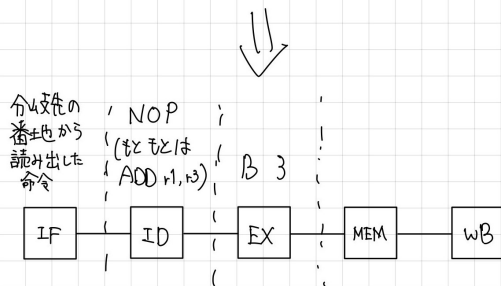 分岐先の
番地から
読み出した
命令
NOP
(もともとは
ADD r1, r3)
B 3
IF
ID
EX
MEM
WB